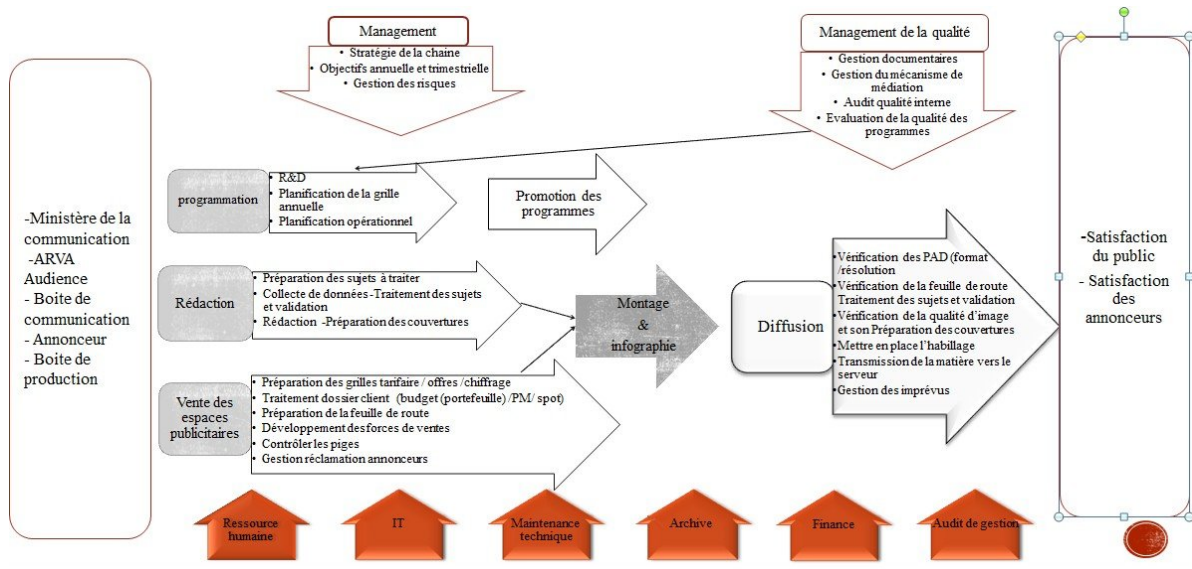 Management
• Stratégie de la chaine
• Objectifs annuelle et trimestrielle
• Gestion des risques
Management de la qualité
• Gestion documentaires
• Gestion du mécanisme de
médiation
• Audit qualité interne
• Evaluation de la qualité des
programmes
-Ministère de la
communication
-ARVA
Audience
- Boite de
communication
- Annonceur
- Boite de
production
programmation
• R&D
• Planification de la grille
annuelle
• Planification opérationnel
Promotion des
programmes
Rédaction
• Préparation des sujets à traiter
• Collecte de données -Traitement des sujets
et validation
• Rédaction -Préparation des couvertures
Montage
&
infographie
Vente des
espaces
publicitaires
• Préparation des grilles tarifaire / offres /chiffrage
• Traitement dossier client (budget (portefeuille) /PM/ spot)
• Préparation de la feuille de route
• Développement des forces de ventes
• Contrôler les piges
• Gestion réclamation annonceurs
Diffusion
• Vérification des PAD (format
/résolution
• Vérification de la feuille de route
Traitement des sujets et validation
• Vérification de la qualité d’image
et son Préparation des couvertures
• Mettre en place l’habillage
• Transmission de la matière vers le
serveur
• Gestion des imprévus
-Satisfaction
du public
- Satisfaction
des
annonceurs
Ressource
humaine
IT
Maintenance
technique
Archive
Finance
Audit de gestion